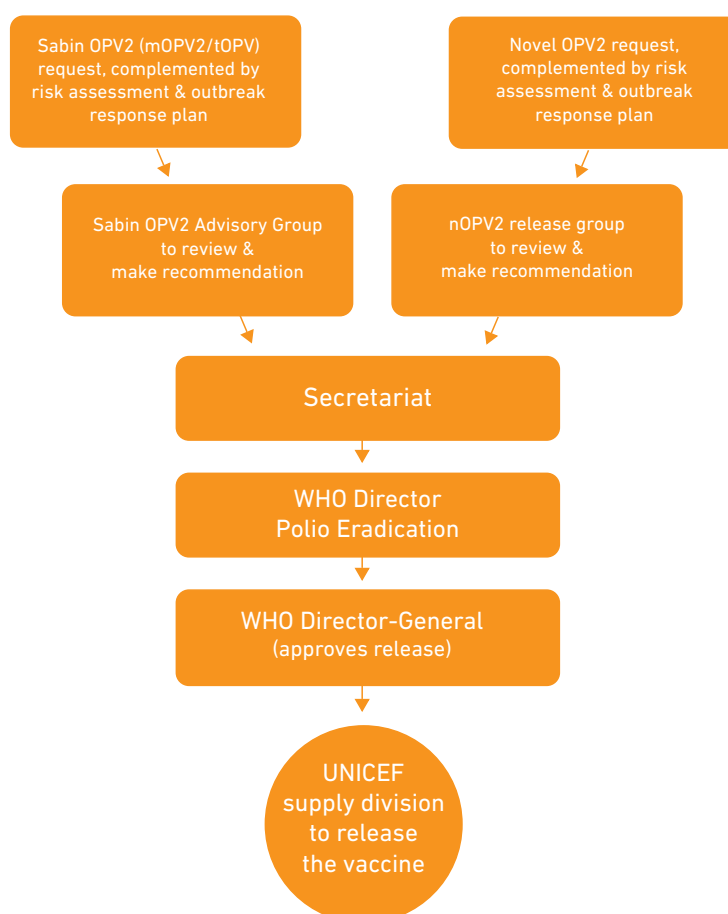 Sabin OPV2 (mOPV2/tOPV)
request, complemented by
risk assessment & outbreak
response plan
Novel OPV2 request,
complemented by risk
assessment & outbreak
response plan
Sabin OPV2 Advisory Group
to review &
make recommendation
nOPV2 release group
to review &
make recommendation
Secretariat
WHO Director
Polio Eradication
WHO Director-General
(approves release)
UNICEF
supply division
to release
the vaccine